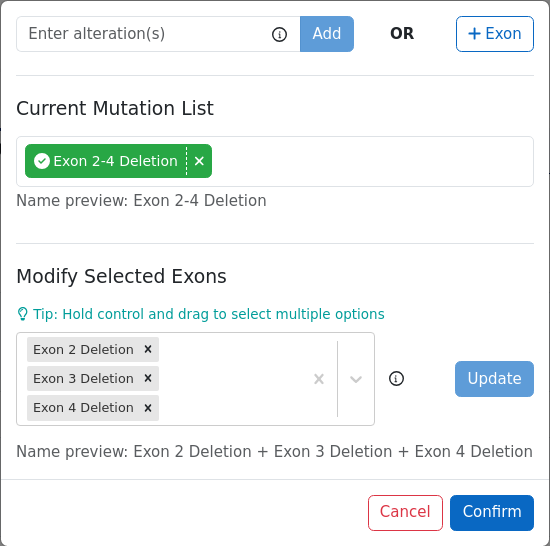 Enter alteration(s) Add OR + Exon
Current Mutation List
Exon 2-4 Deletion ×
Name preview: Exon 2-4 Deletion
Modify Selected Exons
Tip: Hold control and drag to select multiple options
Exon 2 Deletion ×
Exon 3 Deletion ×
Exon 4 Deletion ×
Update
Name preview: Exon 2 Deletion + Exon 3 Deletion + Exon 4 Deletion
Cancel Confirm